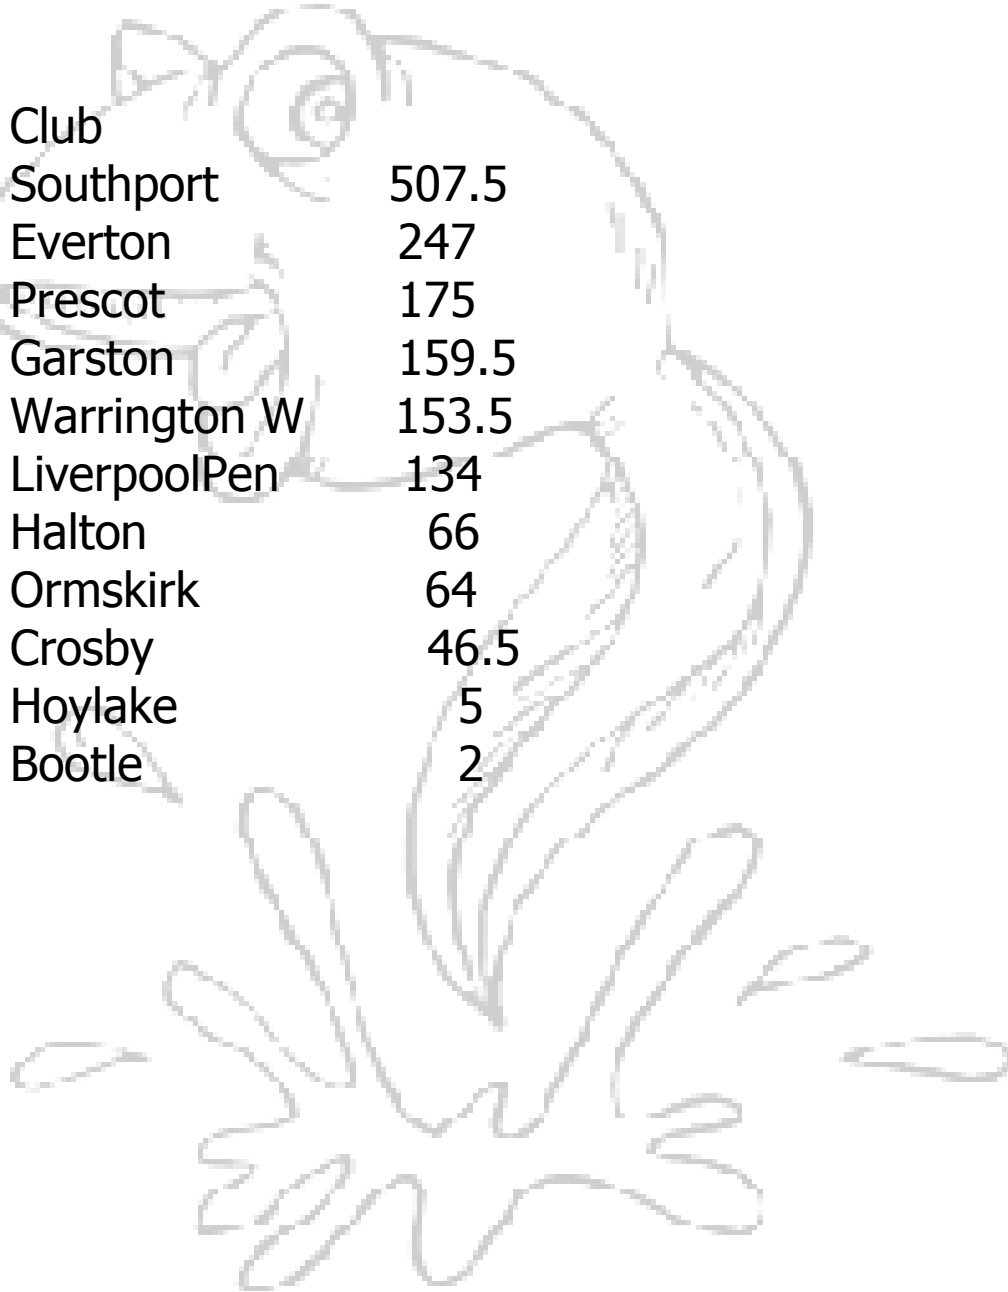 Club
Southport 507.5
Everton 247
Prescot 175
Garston 159.5
Warrington W 153.5
LiverpoolPen 134
Halton 66
Ormskirk 64
Crosby 46.5
Hoylake 5
Bootle 2